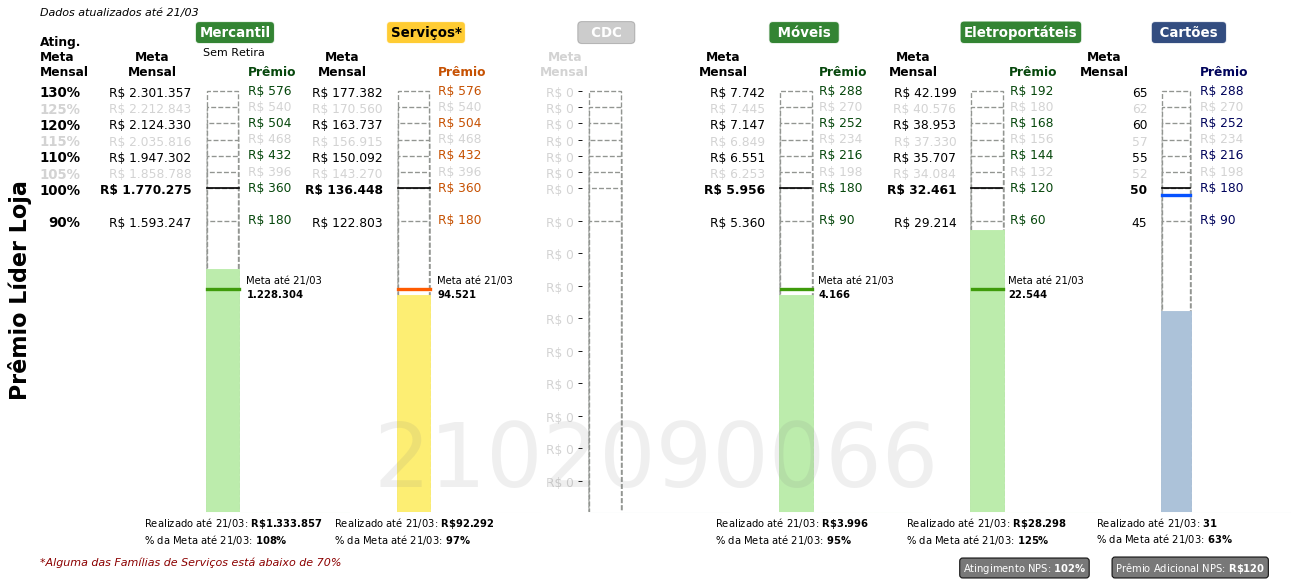 Dados atualizados até 21/03
Mercantil Serviços* CDC Móveis Eletroportáteis Cartões
Sem Retira
Ating. Meta Mensal
Meta Mensal Prêmio Meta Mensal Prêmio Meta Mensal Meta Mensal Prêmio Meta Mensal Prêmio Meta Mensal Prêmio
130% R$ 2.301.357 R$ 576 R$ 177.382 R$ 576 R$ 0 R$ 7.742 R$ 288 R$ 42.199 R$ 192 65 R$ 288
125% R$ 2.212.843 R$ 540 R$ 170.560 R$ 540 R$ 0 R$ 7.445 R$ 270 R$ 40.576 R$ 180 62 R$ 270
120% R$ 2.124.330 R$ 504 R$ 163.737 R$ 504 R$ 0 R$ 7.147 R$ 252 R$ 38.953 R$ 168 60 R$ 252
115% R$ 2.035.816 R$ 468 R$ 156.915 R$ 468 R$ 0 R$ 6.849 R$ 234 R$ 37.330 R$ 156 57 R$ 234
110% R$ 1.947.302 R$ 432 R$ 150.092 R$ 432 R$ 0 R$ 6.551 R$ 216 R$ 35.707 R$ 144 55 R$ 216
105% R$ 1.858.788 R$ 396 R$ 143.270 R$ 396 R$ 0 R$ 6.253 R$ 198 R$ 34.084 R$ 132 52 R$ 198
100% R$ 1.770.275 R$ 360 R$ 136.448 R$ 360 R$ 0 R$ 5.956 R$ 180 R$ 32.461 R$ 120 50 R$ 180
90% R$ 1.593.247 R$ 180 R$ 122.803 R$ 180 R$ 0 R$ 5.360 R$ 90 R$ 29.214 R$ 60 45 R$ 90
R$ 0
Meta até 21/03 Meta até 21/03 R$ 0 Meta até 21/03 Meta até 21/03
1.228.304 94.521 4.166 22.544
R$ 0
R$ 0
R$ 0
R$ 0
R$ 0
R$ 0
Prêmio Líder Loja
2102090066
Realizado até 21/03: R$1.333.857 Realizado até 21/03: R$92.292 Realizado até 21/03: R$3.996 Realizado até 21/03: R$28.298 Realizado até 21/03: 31
% da Meta até 21/03: 108% % da Meta até 21/03: 97% % da Meta até 21/03: 95% % da Meta até 21/03: 125% % da Meta até 21/03: 63%
*Alguma das Famílias de Serviços está abaixo de 70%
Atingimento NPS: 102% Prêmio Adicional NPS: R$120